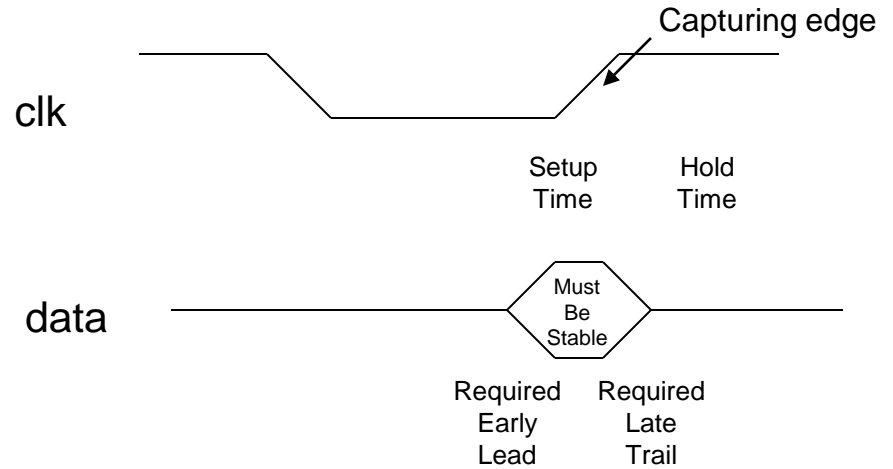 Capturing edge
clk
Setup
Time
Hold
Time
data
Must
Be
Stable
Required
Early
Lead
Required
Late
Trail